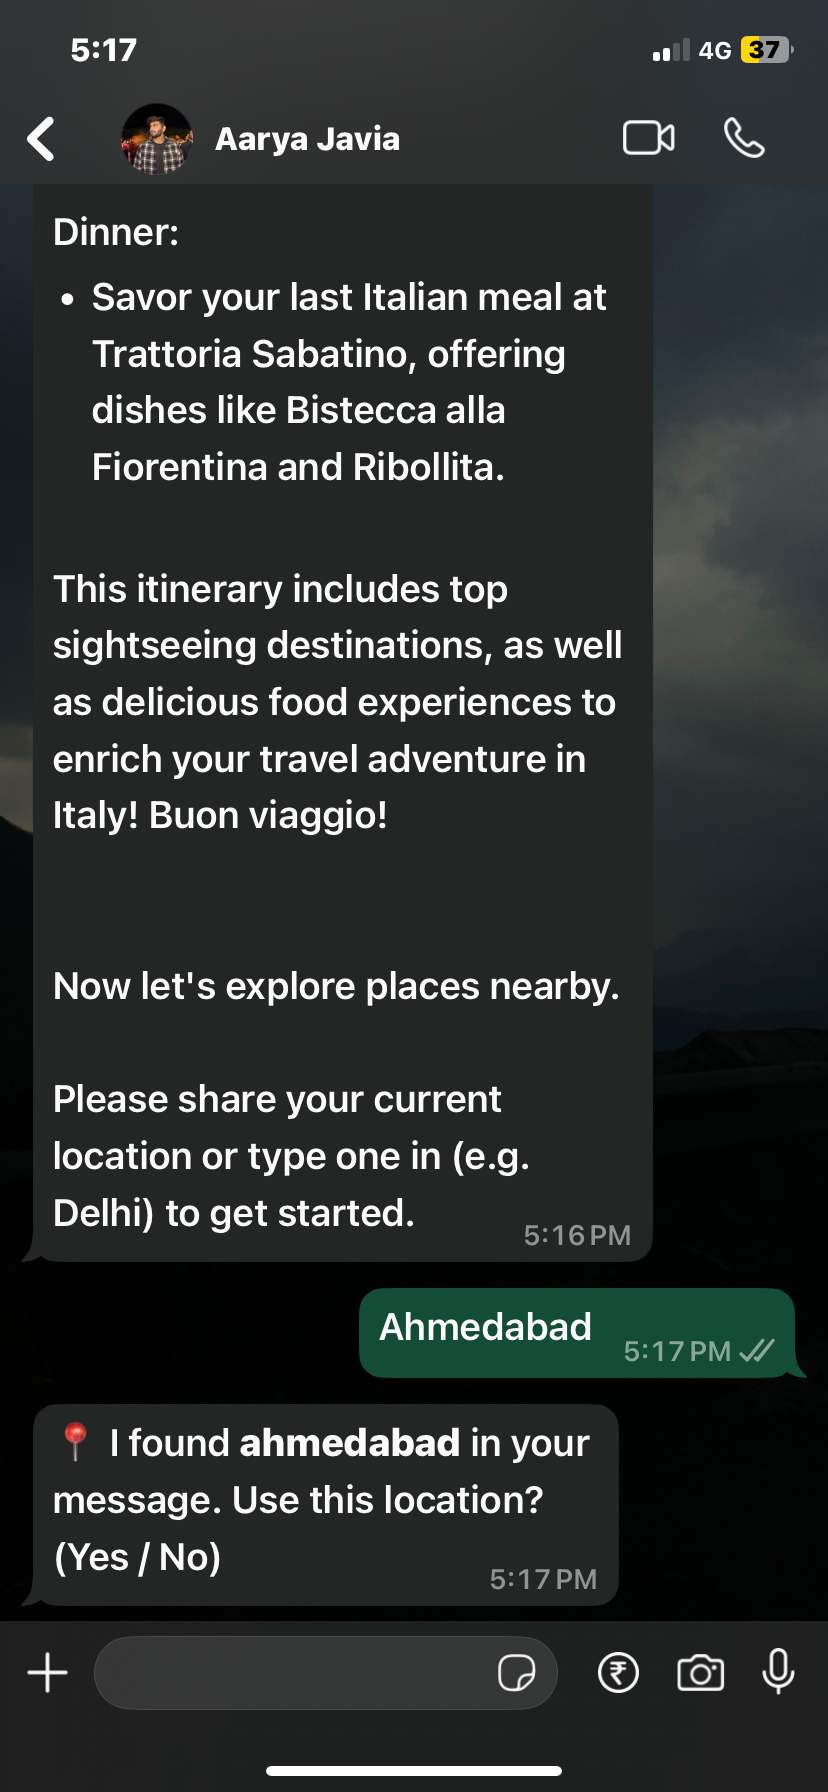 5:17
4G 37
Aarya Javia
Dinner:
• Savor your last Italian meal at
Trattoria Sabatino, offering
dishes like Bistecca alla
Fiorentina and Ribollita.
This itinerary includes top
sightseeing destinations, as well
as delicious food experiences to
enrich your travel adventure in
Italy! Buon viaggio!
Now let's explore places nearby.
Please share your current
location or type one in (e.g.
Delhi) to get started.
5:16 PM
Ahmedabad
5:17 PM
📍 I found ahmedabad in your
message. Use this location?
(Yes / No)
5:17 PM
₹